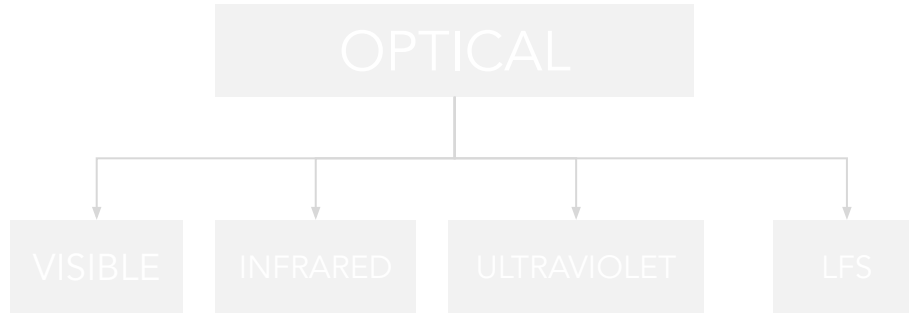 OPTICAL
VISIBLE
INFRARED
ULTRAVIOLET
LFS